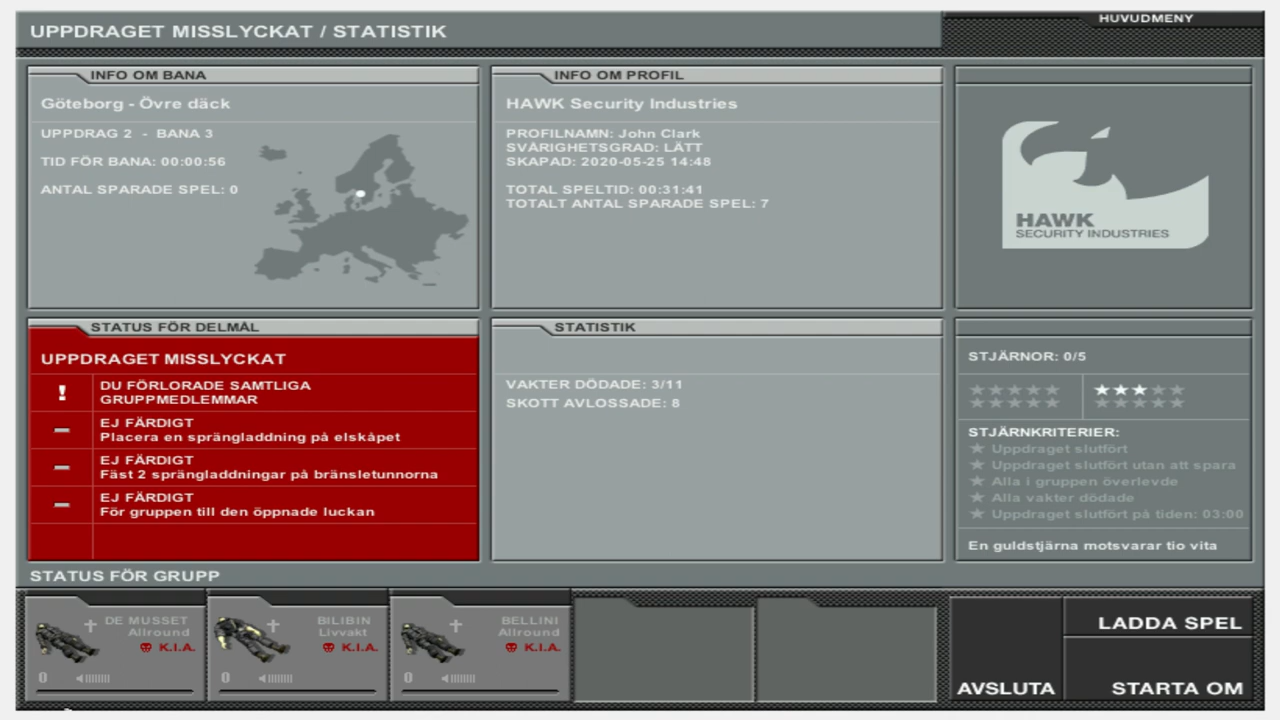 UPPDRAGET MISSLYCKAT / STATISTIK
HUVUDMENY
INFO OM BANA
Göteborg - Övre däck
UPPDRAG 2 - BANA 3
TID FÖR BANA: 00:00:56
ANTAL SPARADE SPEL: 0
INFO OM PROFIL
HAWK Security Industries
PROFILNAMN: John Clark
SVÅRIGHETSGRAD: LÄTT
SKAPAD: 2020-05-25 14:48
TOTAL SPELTID: 00:31:41
TOTALT ANTAL SPARADE SPEL: 7
HAWK
SECURITY INDUSTRIES
STATUS FÖR DELMÅL
UPPDRAGET MISSLYCKAT
! DU FÖRLORADE SAMTLIGA
GRUPPMEDLEMMAR
EJ FÄRDIGT
Placera en sprängladdning på elskåpet
EJ FÄRDIGT
Fäst 2 sprängladdningar på bränsletunnorna
EJ FÄRDIGT
För gruppen till den öppnade luckan
STATISTIK
VAKTER DÖDADE: 3/11
SKOTT AVLOSSADE: 8
STJÄRNOR: 0/5
STJÄRNKRITERIER:
Uppdraget slutfört
Uppdraget slutfört utan att spara
Alla i gruppen överlevde
Alla vakter dödade
Uppdraget slutfört på tiden: 03:00
En guldstjärna motsvarar tio vita
STATUS FÖR GRUPP
DE MUSSET
Allround
K.I.A.
0
BILIBIN
Livvakt
K.I.A.
0
BELLINI
Allround
K.I.A.
0
AVSLUTA
LADDA SPEL
STARTA OM